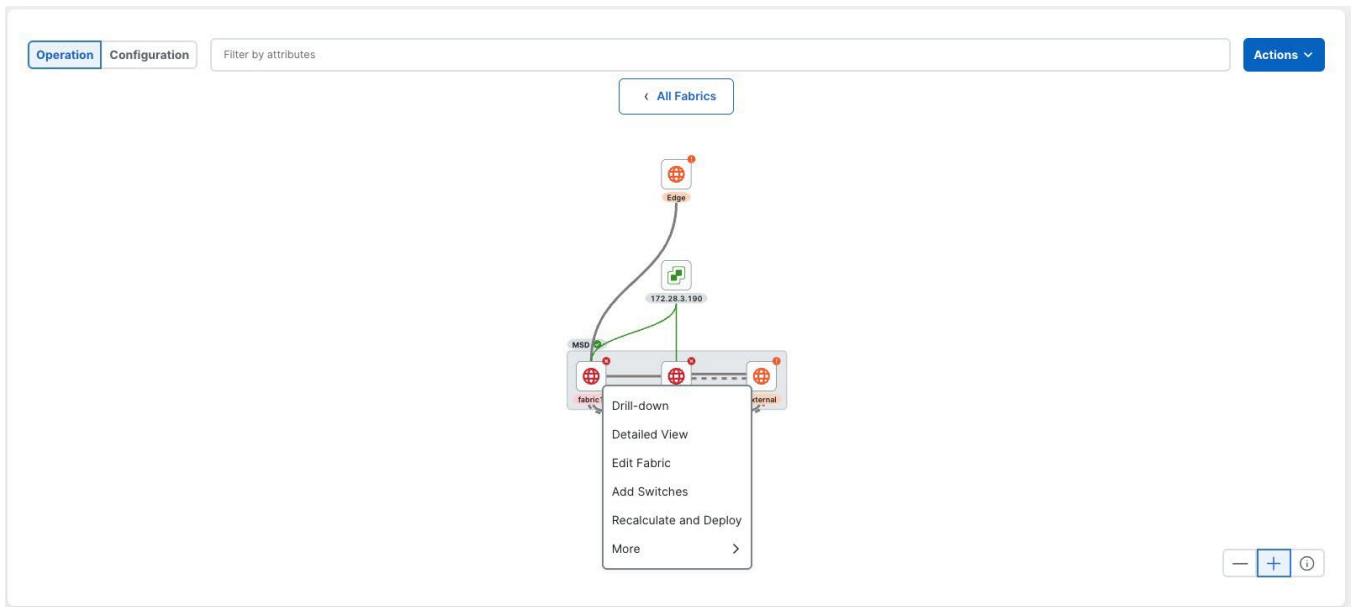 Operation
Configuration
Filter by attributes
Actions
All Fabrics
Edge
172.28.3.190
MSD
Drill-down
Detailed View
Edit Fabric
Add Switches
Recalculate and Deploy
More